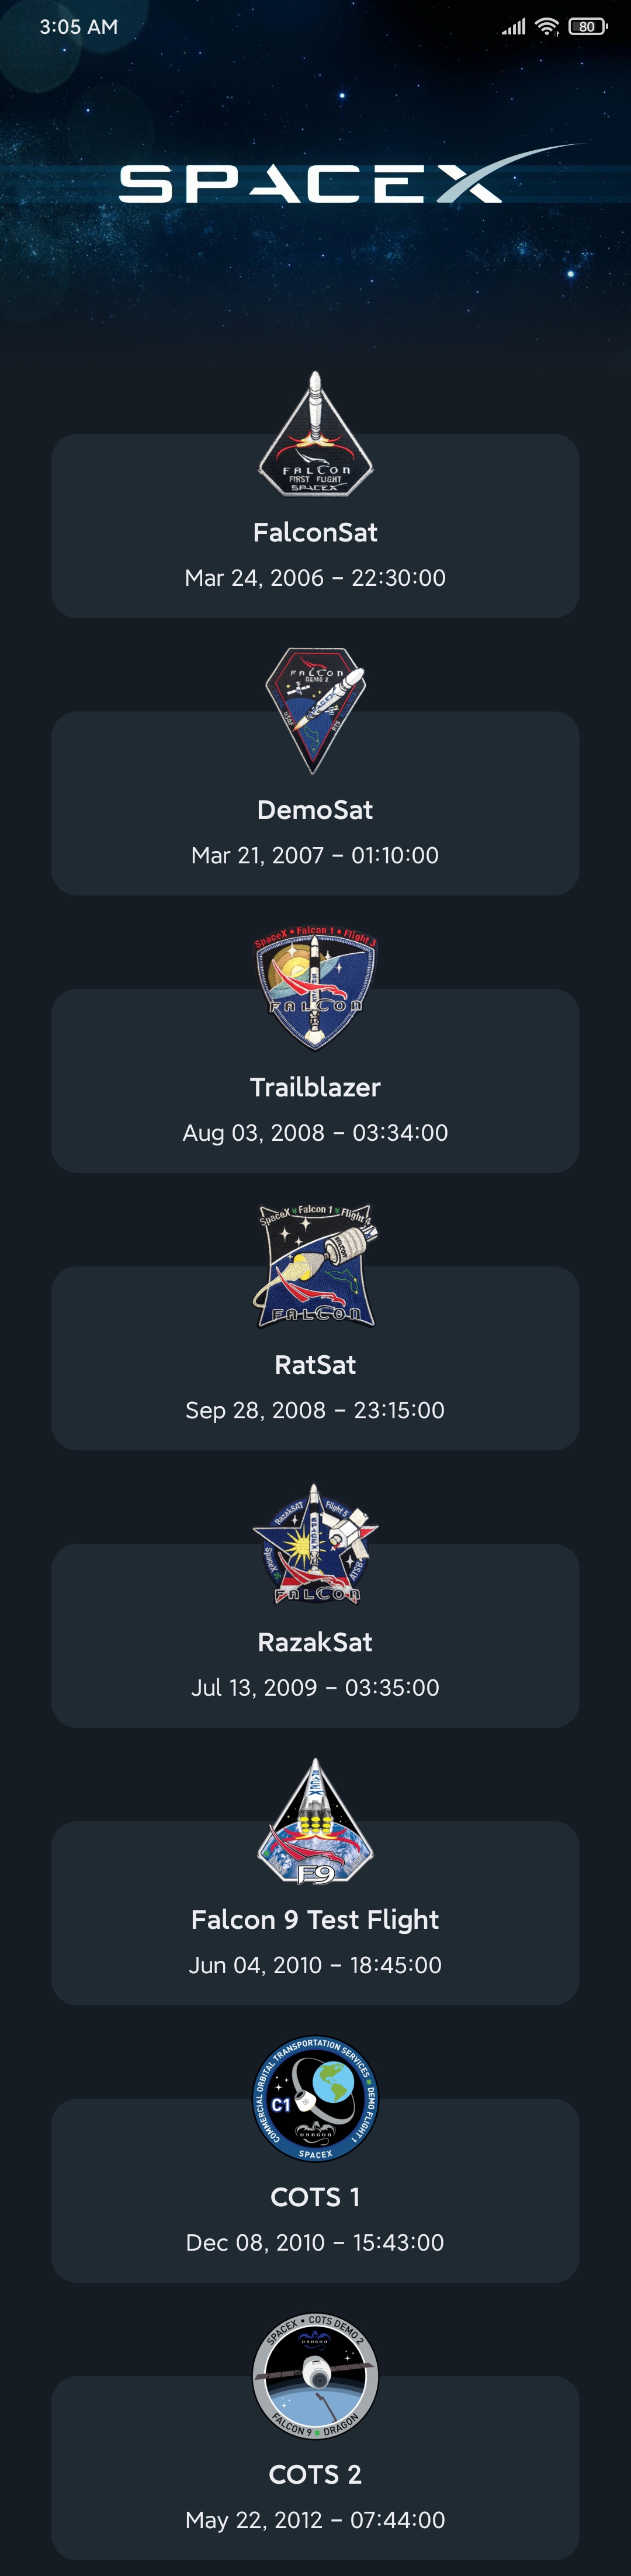 3:05 AM
80
SPACEX
FALCON
FIRST FLIGHT
SPACEX
FalconSat
Mar 24, 2006 – 22:30:00
FALCON
DEMO 2
DemoSat
Mar 21, 2007 – 01:10:00
SpaceX • Falcon 1 • Flight 3
FALCON
Trailblazer
Aug 03, 2008 – 03:34:00
SpaceX Falcon 1 Flight 4
FALCON
RatSat
Sep 28, 2008 – 23:15:00
RazakSAT Flight 5
SpaceX ATSB
FALCON
RazakSat
Jul 13, 2009 – 03:35:00
F9
Falcon 9 Test Flight
Jun 04, 2010 – 18:45:00
COMMERCIAL ORBITAL TRANSPORTATION SERVICES • DEMO FLIGHT 1
C1
DRAGON
SPACEX
COTS 1
Dec 08, 2010 – 15:43:00
SPACEX • COTS DEMO 2
DRAGON
FALCON 9 • DRAGON
COTS 2
May 22, 2012 – 07:44:00